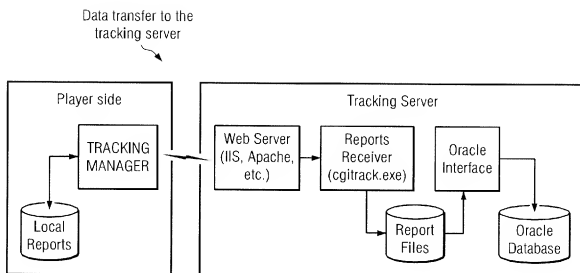 Data transfer to the
tracking server
Player side
TRACKING
MANAGER
Local
Reports
Tracking Server
Web Server
(IIS, Apache,
etc.)
Reports
Receiver
(cgitrack.exe)
Report
Files
Oracle
Interface
Oracle
Database